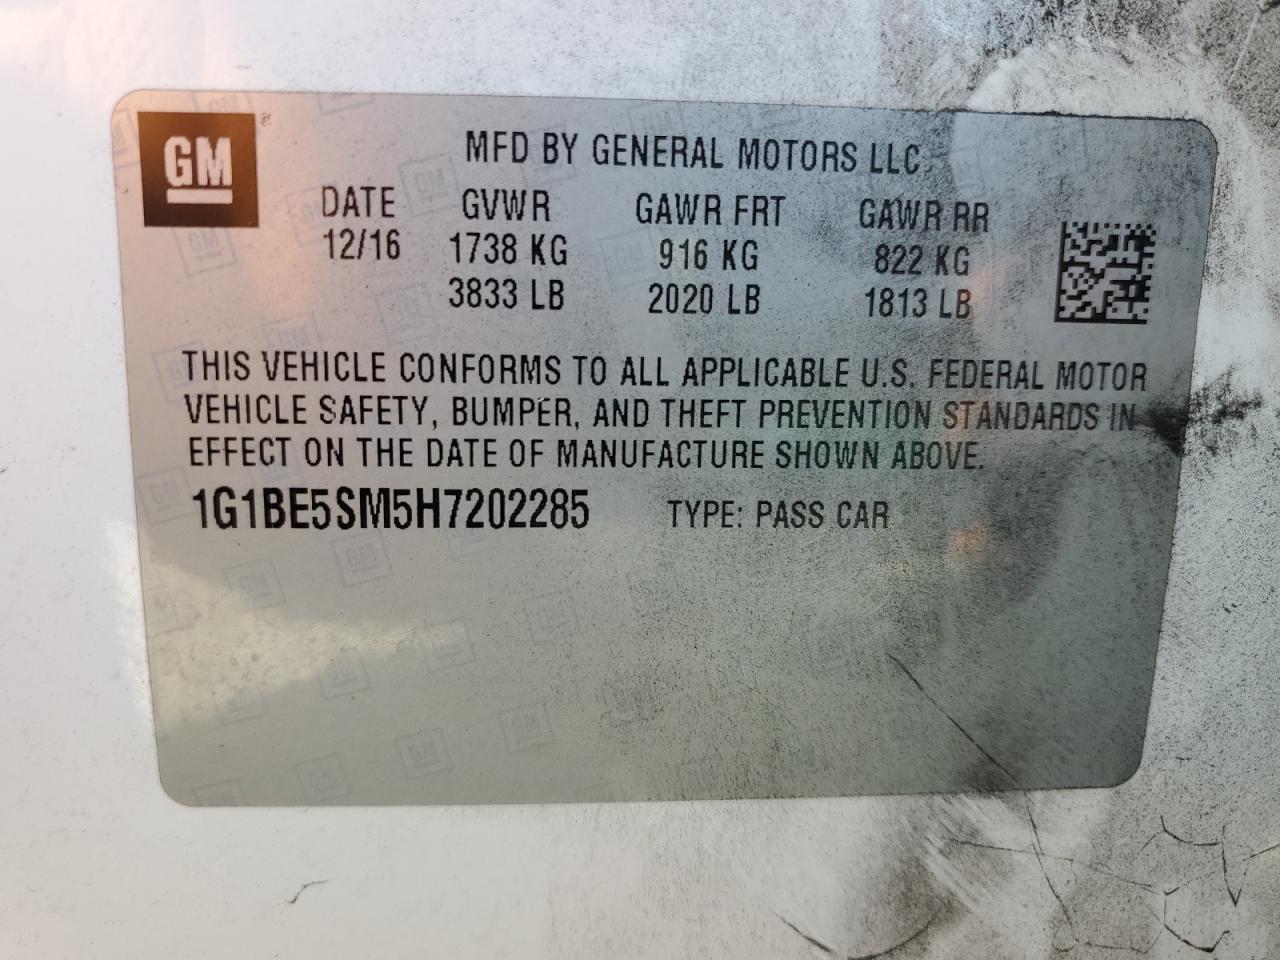 GM ®
MFD BY GENERAL MOTORS LLC
DATE GVWR GAWR FRT GAWR RR
12/16 1738 KG 916 KG 822 KG
3833 LB 2020 LB 1813 LB
THIS VEHICLE CONFORMS TO ALL APPLICABLE U.S. FEDERAL MOTOR
VEHICLE SAFETY, BUMPER, AND THEFT PREVENTION STANDARDS IN
EFFECT ON THE DATE OF MANUFACTURE SHOWN ABOVE.
1G1BE5SM5H7202285 TYPE: PASS CAR